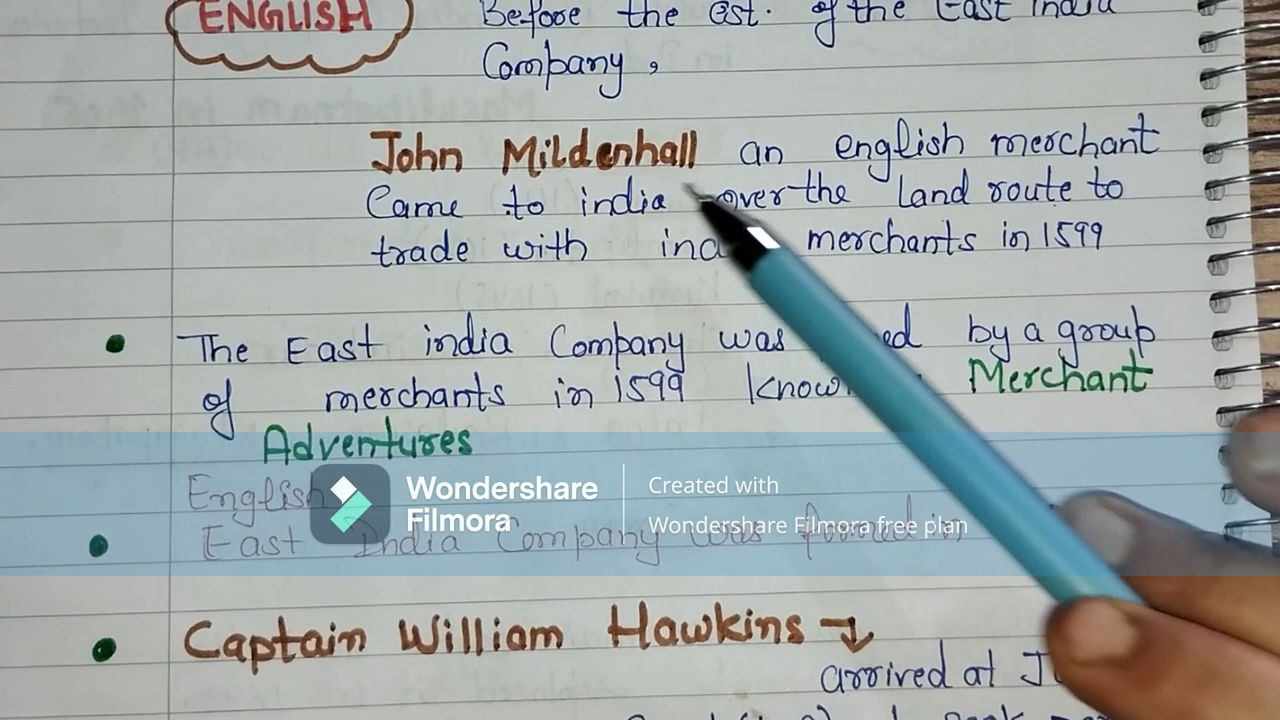 ENGLISH
Before the est. of the East India
Company,
John Mildenhall an english merchant
Came to india over the Land route to
trade with merchants in 1599
The East india Company was by a group
of merchants in 1599 Merchant
Adventures
English
East India Company was formed in
Wondershare
Filmora
Created with
Wondershare Filmora free plan
Captain William Hawkins
arrived at